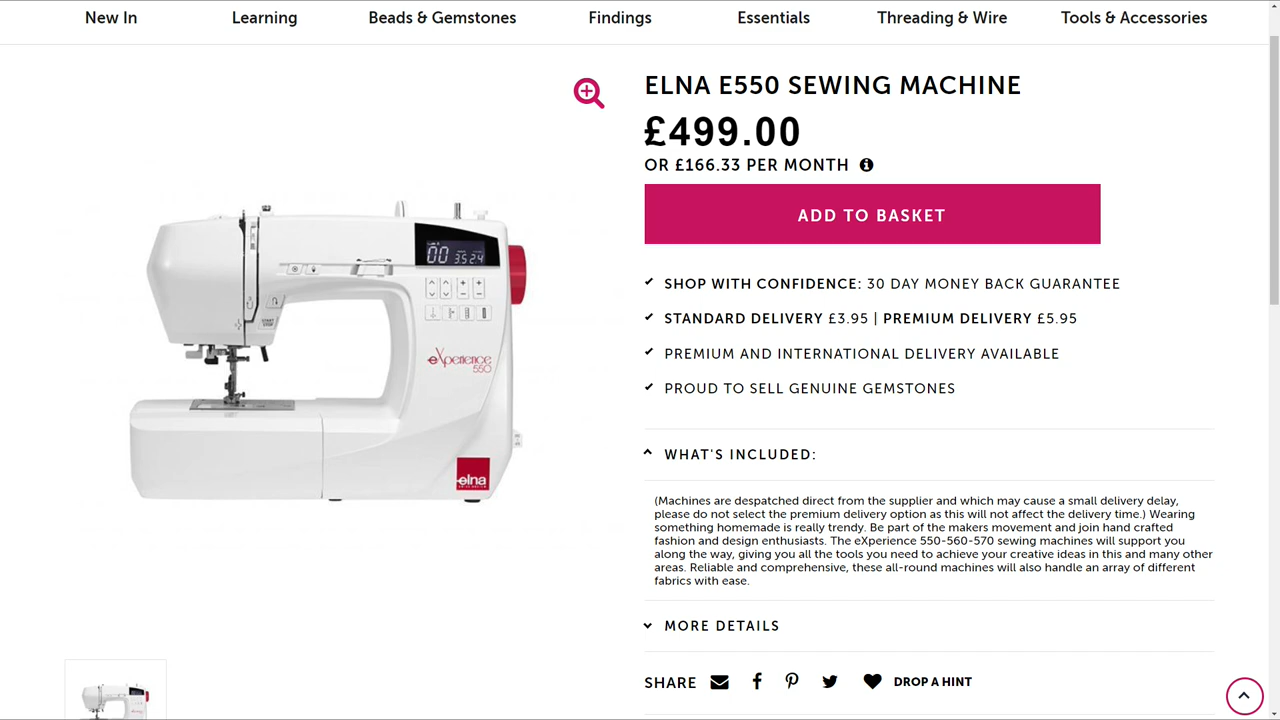 New In
Learning
Beads & Gemstones
Findings
Essentials
Threading & Wire
Tools & Accessories
ELNA E550 SEWING MACHINE
£499.00
OR £166.33 PER MONTH
ADD TO BASKET
SHOP WITH CONFIDENCE: 30 DAY MONEY BACK GUARANTEE
STANDARD DELIVERY £3.95 | PREMIUM DELIVERY £5.95
PREMIUM AND INTERNATIONAL DELIVERY AVAILABLE
PROUD TO SELL GENUINE GEMSTONES
WHAT'S INCLUDED:
(Machines are despatched direct from the supplier and which may cause a small delivery delay,
please do not select the premium delivery option as this will not affect the delivery time.) Wearing
something homemade is really trendy. Be part of the makers movement and join hand crafted
fashion and design enthusiasts. The eXperience 550-560-570 sewing machines will support you
along the way, giving you all the tools you need to achieve your creative ideas in this and many other
areas. Reliable and comprehensive, these all-round machines will also handle an array of different
fabrics with ease.
MORE DETAILS
SHARE
DROP A HINT
00 352.4
START
STOP
eXperience
550
elna